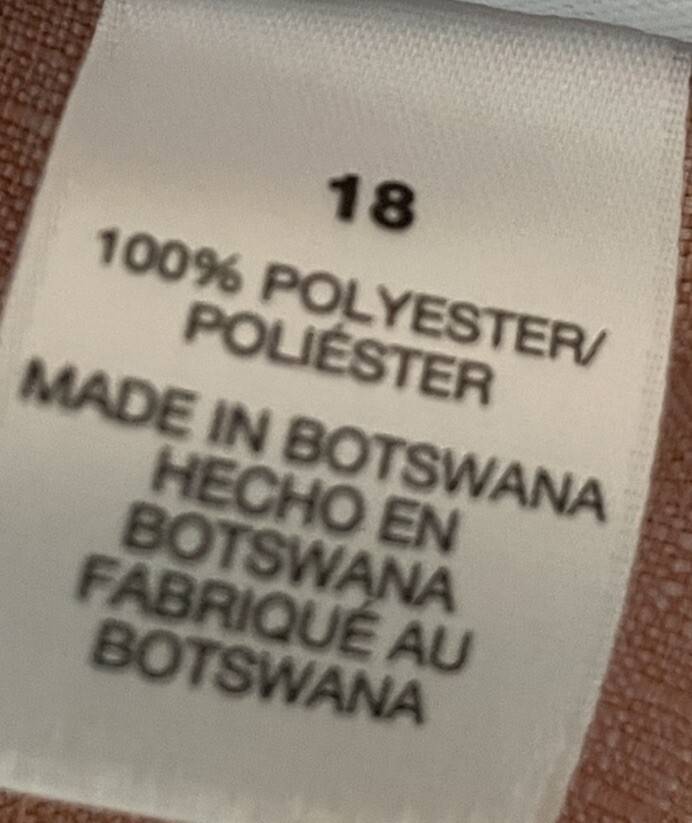 18
100% POLYESTER/
POLIÉSTER
MADE IN BOTSWANA
HECHO EN
BOTSWANA
FABRIQUÉ AU
BOTSWANA